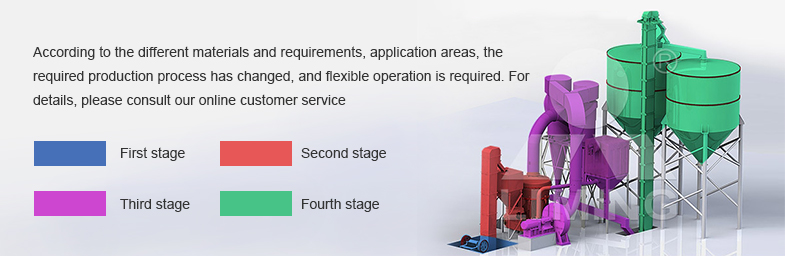 According to the different materials and requirements, application areas, the
required production process has changed, and flexible operation is required. For
details, please consult our online customer service
First stage
Second stage
Third stage
Fourth stage
LIMING
®